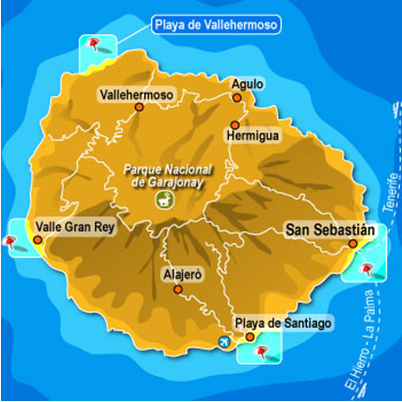 Playa de Vallehermoso
Agulo
Vallehermoso
Hermigua
Parque Nacional
de Garajonay
Tenerife
Valle Gran Rey
San Sebastián
Alajeró
Playa de Santiago
El Hierro - La Palma